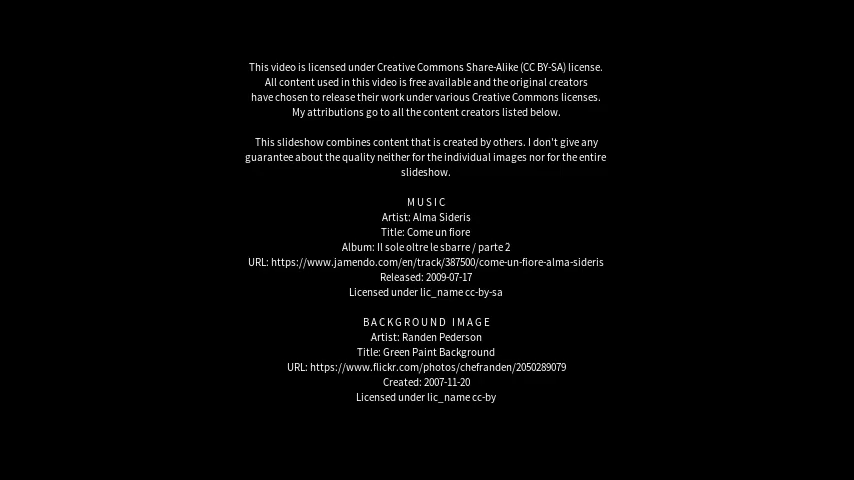 This video is licensed under Creative Commons Share-Alike (CC BY-SA) license.
All content used in this video is free available and the original creators
have chosen to release their work under various Creative Commons licenses.
My attributions go to all the content creators listed below.
This slideshow combines content that is created by others. I don't give any
guarantee about the quality neither for the individual images nor for the entire
slideshow.
MUSIC
Artist: Alma Sideris
Title: Come un fiore
Album: Il sole oltre le sbarre / parte 2
URL: https://www.jamendo.com/en/track/387500/come-un-fiore-alma-sideris
Released: 2009-07-17
Licensed under lic_name cc-by-sa
BACKGROUND IMAGE
Artist: Randen Pederson
Title: Green Paint Background
URL: https://www.flickr.com/photos/chefranden/2050289079
Created: 2007-11-20
Licensed under lic_name cc-by